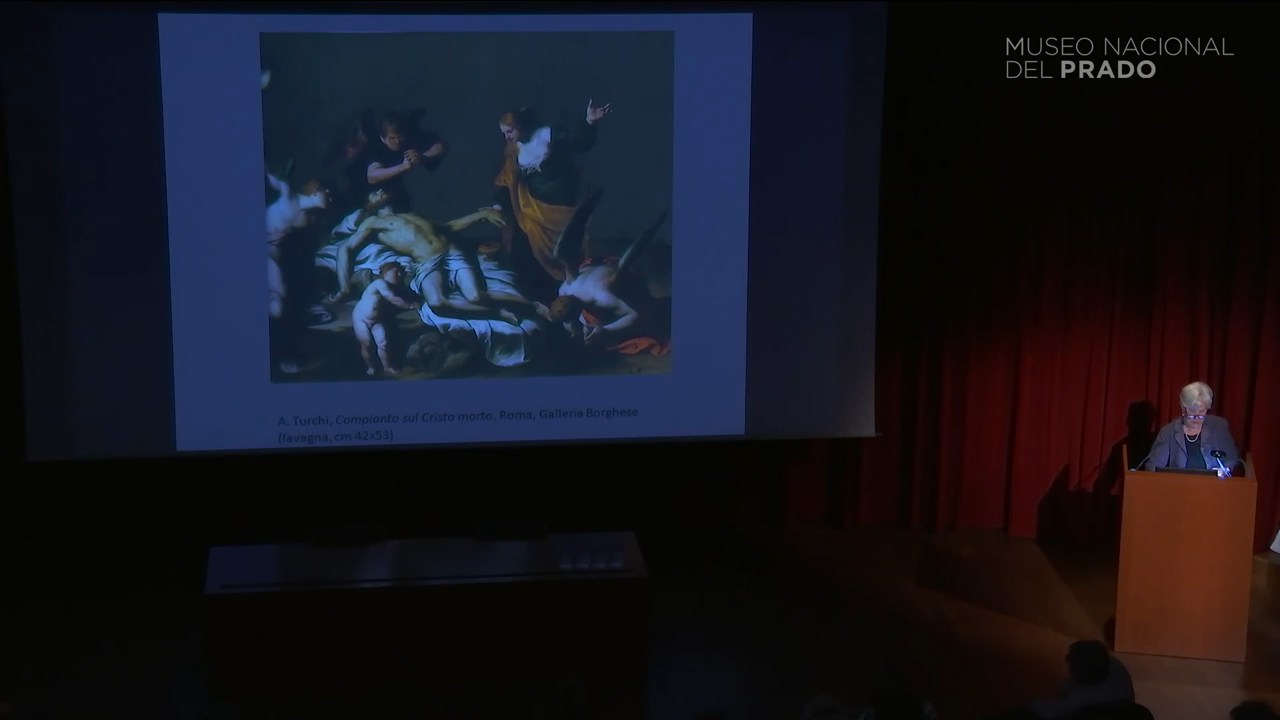 MUSEO NACIONAL
DEL PRADO
A. Turchi, Compianto sul Cristo morto, Roma, Galleria Borghese
(lavagna, cm 42x53)